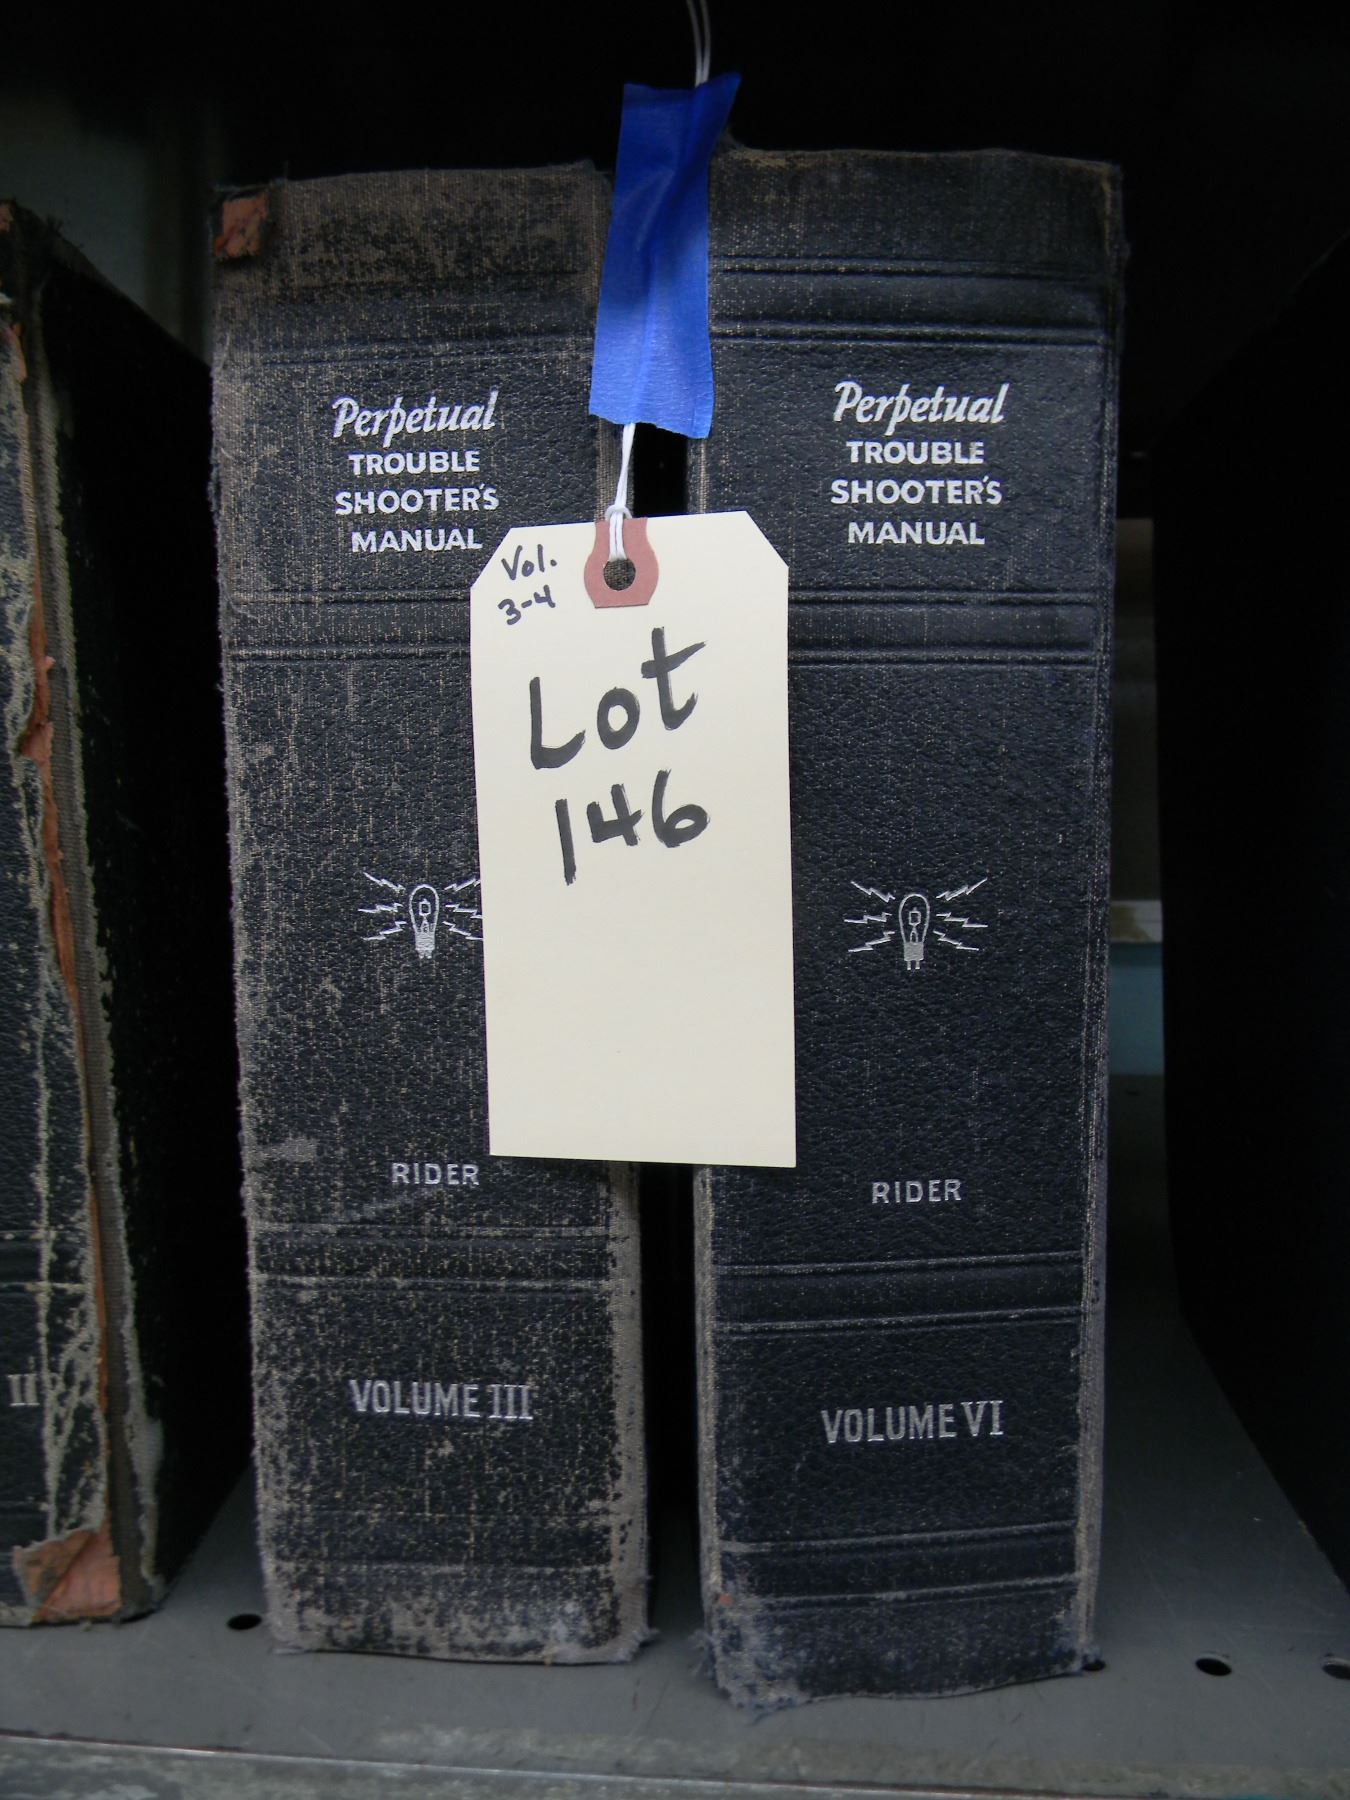 Perpetual
TROUBLE
SHOOTER'S
MANUAL
RIDER
VOLUME III
Vol.
3-4
Lot
146
Perpetual
TROUBLE
SHOOTER'S
MANUAL
RIDER
VOLUME VI
II